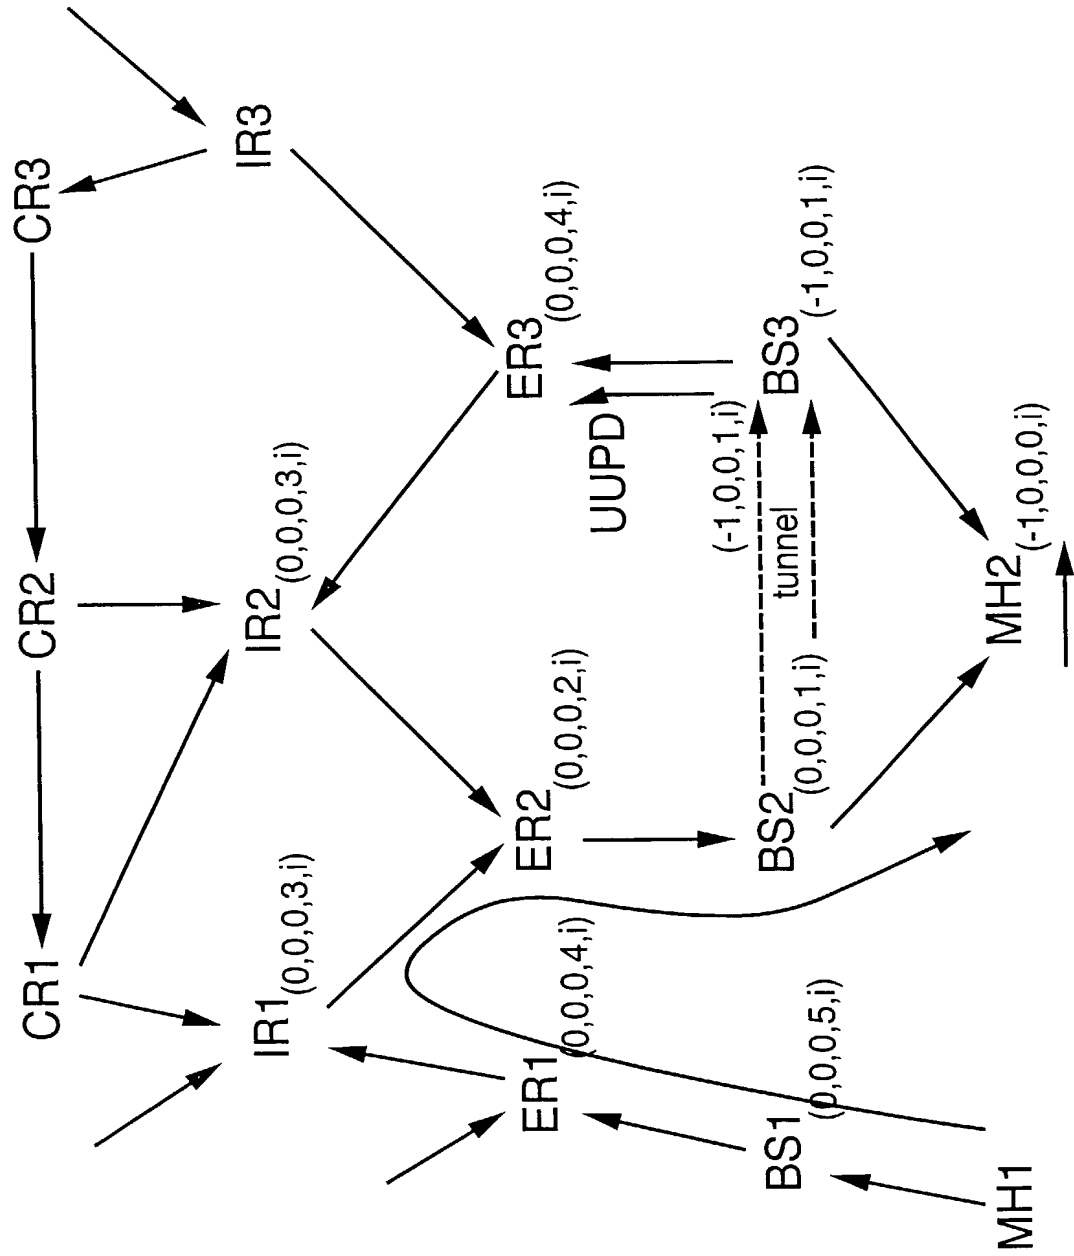 CR1
CR2
CR3
IR1
(0,0,0,3,i)
IR2
(0,0,0,3,i)
IR3
ER1
(0,0,0,4,i)
ER2
(0,0,0,2,i)
ER3
(0,0,0,4,i)
UUPD
(-1,0,0,1,i)
tunnel
BS1
(0,0,0,5,i)
BS2
(0,0,0,1,i)
BS3
(-1,0,0,1,i)
MH1
MH2
(-1,0,0,0,i)